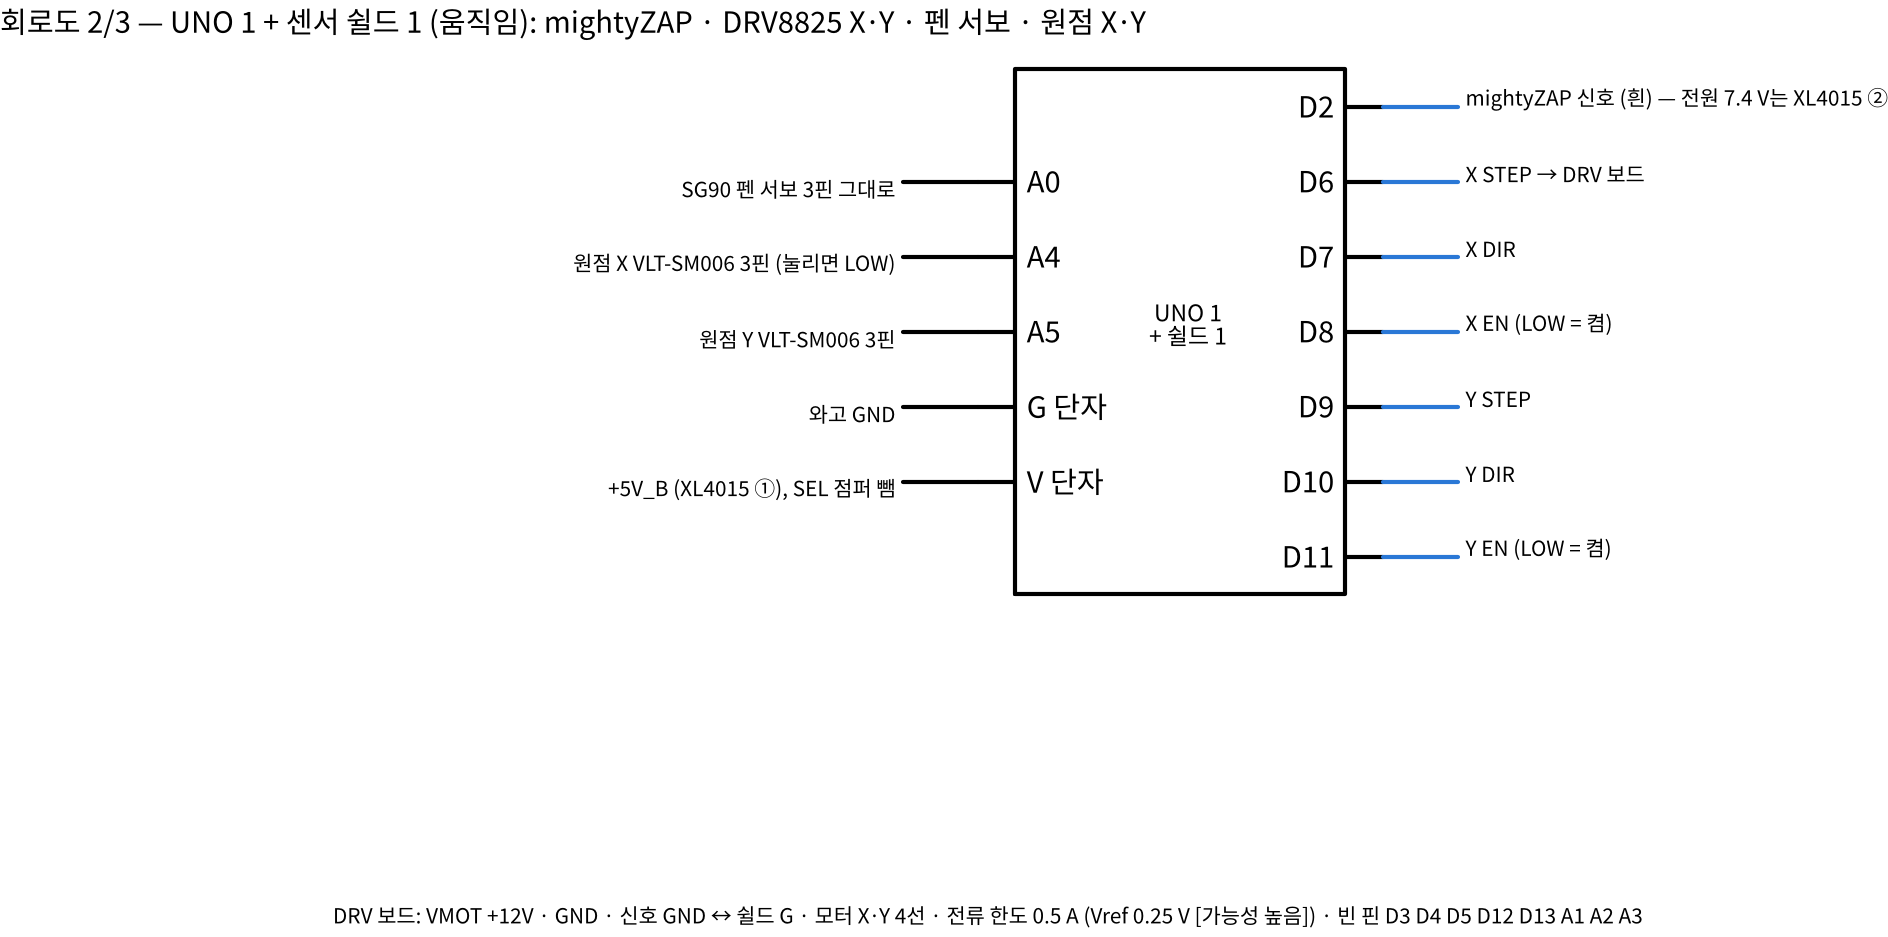 회로도 2/3 — UNO 1 + 센서 쉴드 1 (움직임): mightyZAP · DRV8825 X·Y · 펜 서보 · 원점 X·Y
D2
mightyZAP 신호 (흰) — 전원 7.4 V는 XL4015 ②
SG90 펜 서보 3핀 그대로
A0
D6
X STEP → DRV 보드
원점 X VLT-SM006 3핀 (눌리면 LOW)
A4
D7
X DIR
UNO 1
+ 쉴드 1
원점 Y VLT-SM006 3핀
A5
D8
X EN (LOW = 켬)
와고 GND
G 단자
D9
Y STEP
+5V_B (XL4015 ①), SEL 점퍼 뺌
V 단자
D10
Y DIR
D11
Y EN (LOW = 켬)
DRV 보드: VMOT +12V · GND · 신호 GND ↔ 쉴드 G · 모터 X·Y 4선 · 전류 한도 0.5 A (Vref 0.25 V [가능성 높음]) · 빈 핀 D3 D4 D5 D12 D13 A1 A2 A3